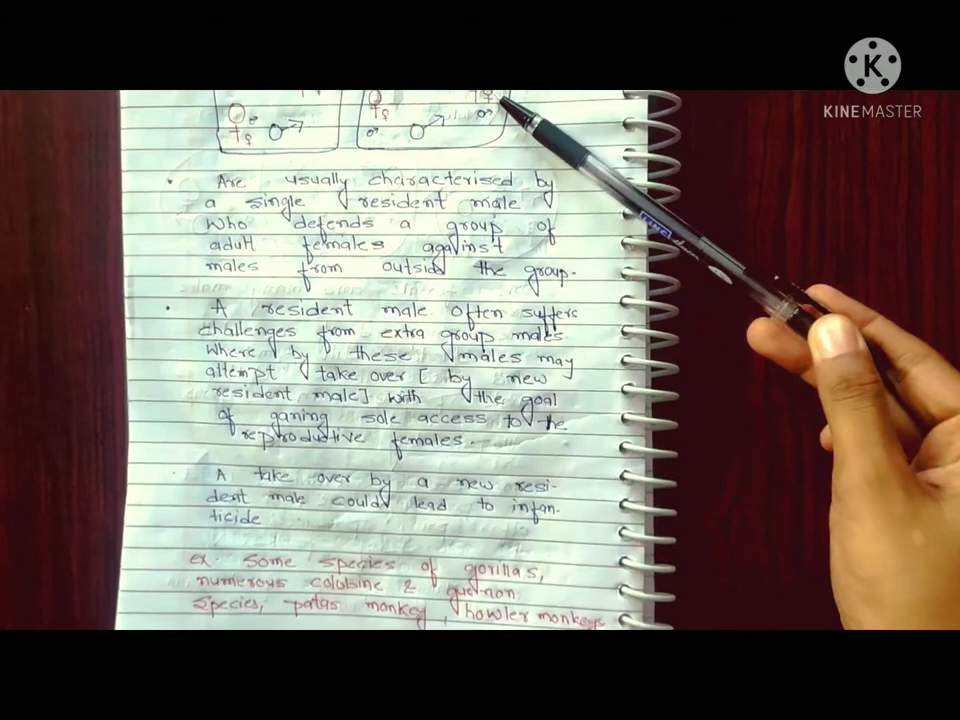 K
KINEMASTER
Are usually characterised by
a single resident male
who defends a group of
adult females against
males from outside the group.
A resident male often suffers
challenges from extra group males
where by these males may
attempt take over [ by new
resident male] with the goal
of ganing sole access to the
reproductive females.
A take over by a new resi-
dent male could lead to infan-
ticide
ex. Some species of gorillas,
numerous colobine & guenon
species, patas monkey, howler monkeys